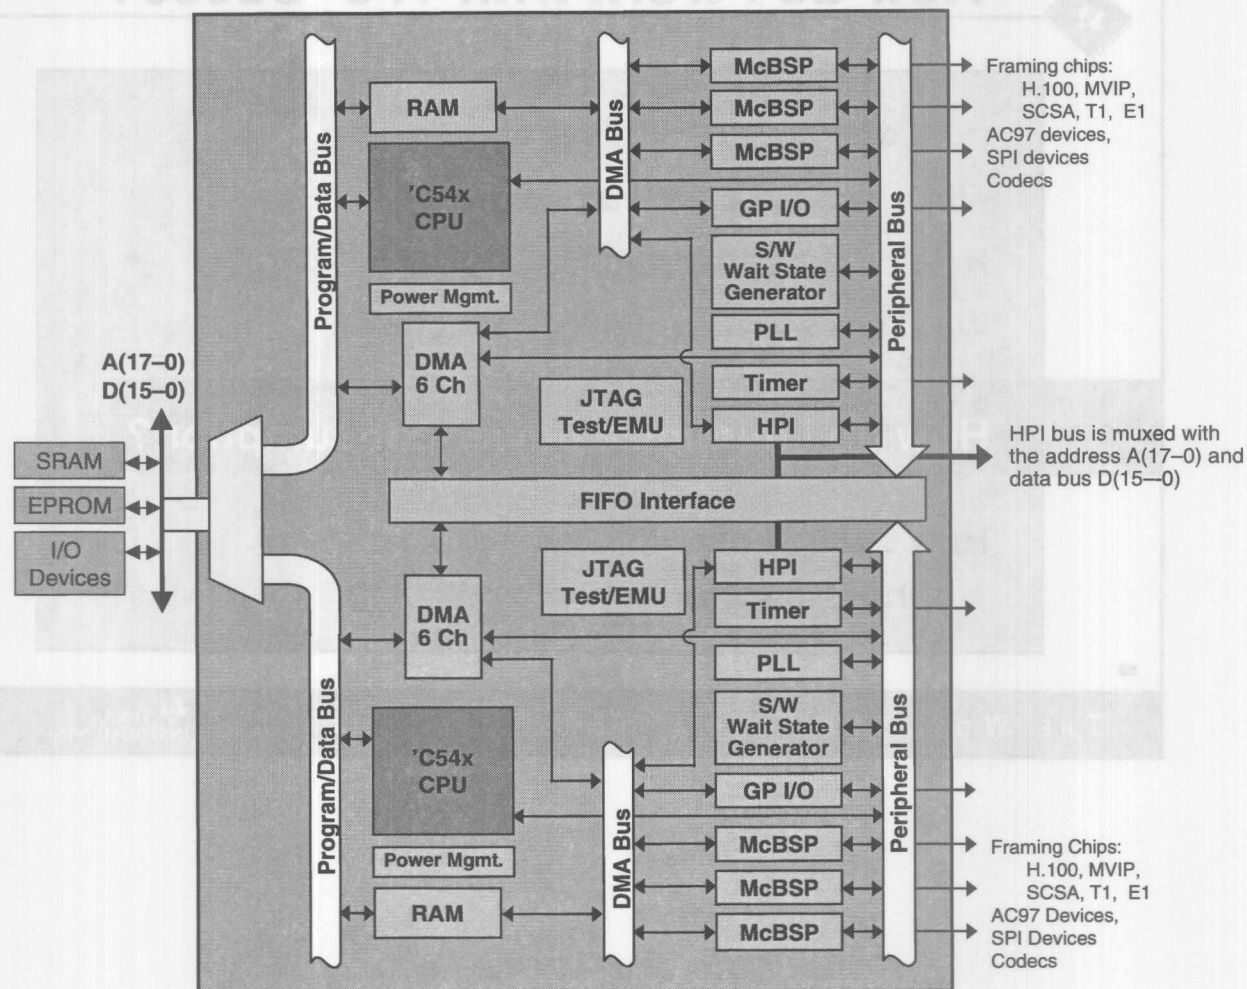 McBSP
McBSP
McBSP
GP I/O
S/W
Wait State
Generator
PLL
Timer
HPI
RAM
'C54x
CPU
Power Mgmt.
DMA
6 Ch
JTAG
Test/EMU
Program/Data Bus
DMA Bus
Peripheral Bus
Framing chips:
H.100, MVIP,
SCSA, T1, E1
AC97 devices,
SPI devices
Codecs
A(17–0)
D(15–0)
SRAM
EPROM
I/O
Devices
HPI bus is muxed with
the address A(17–0) and
data bus D(15-–0)
FIFO Interface
JTAG
Test/EMU
HPI
Timer
PLL
S/W
Wait State
Generator
GP I/O
McBSP
McBSP
McBSP
DMA
6 Ch
'C54x
CPU
Power Mgmt.
RAM
Program/Data Bus
DMA Bus
Peripheral Bus
Framing Chips:
H.100, MVIP,
SCSA, T1, E1
AC97 Devices,
SPI Devices
Codecs